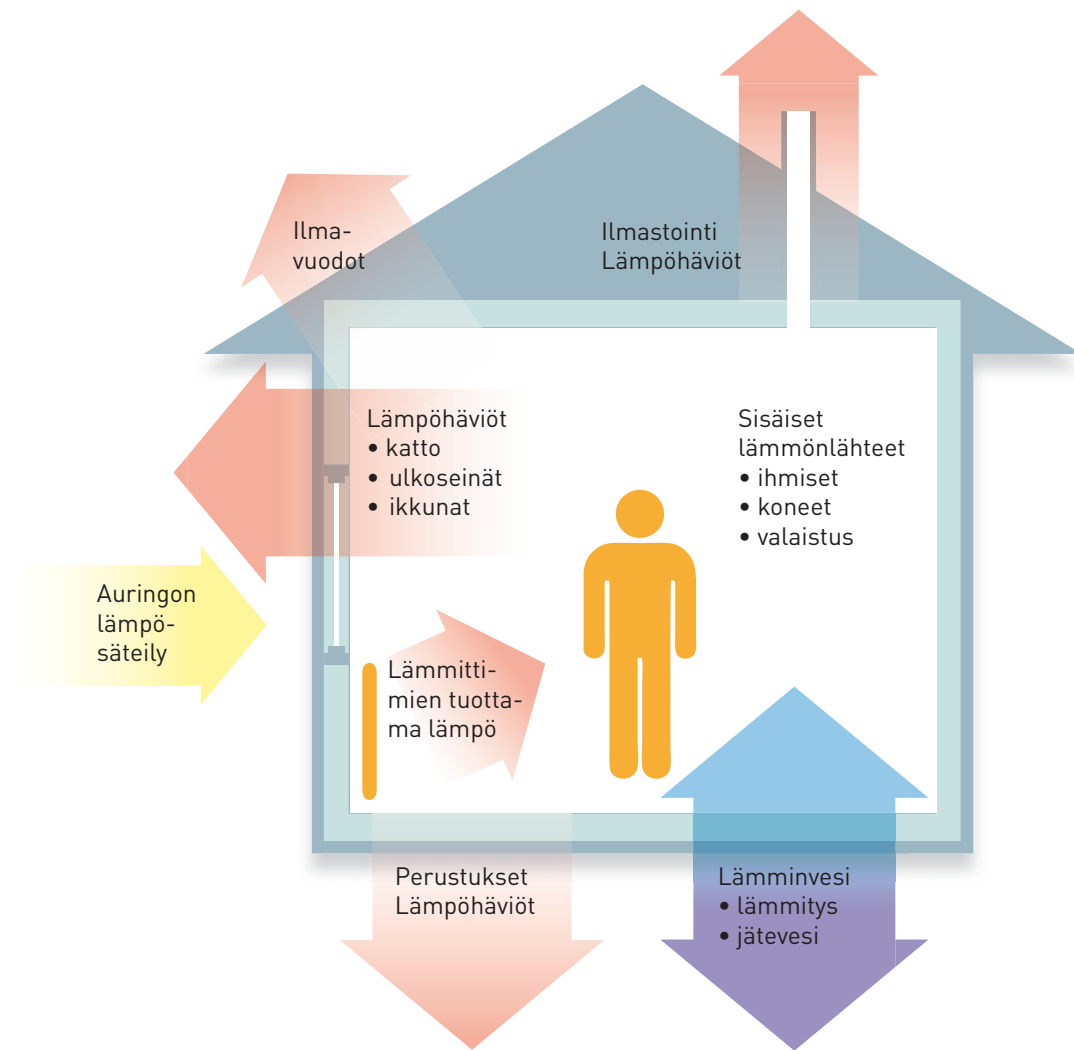 Ilma-
vuodot
Ilmastointi
Lämpöhäviöt
Lämpöhäviöt
• katto
• ulkoseinät
• ikkunat
Sisäiset
lämmönlähteet
• ihmiset
• koneet
• valaistus
Auringon
lämpö-
säteily
Lämmitti-
mien tuotta-
ma lämpö
Perustukset
Lämpöhäviöt
Lämminvesi
• lämmitys
• jätevesi